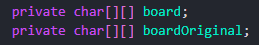 private char[][] board;
private char[][] boardOriginal;